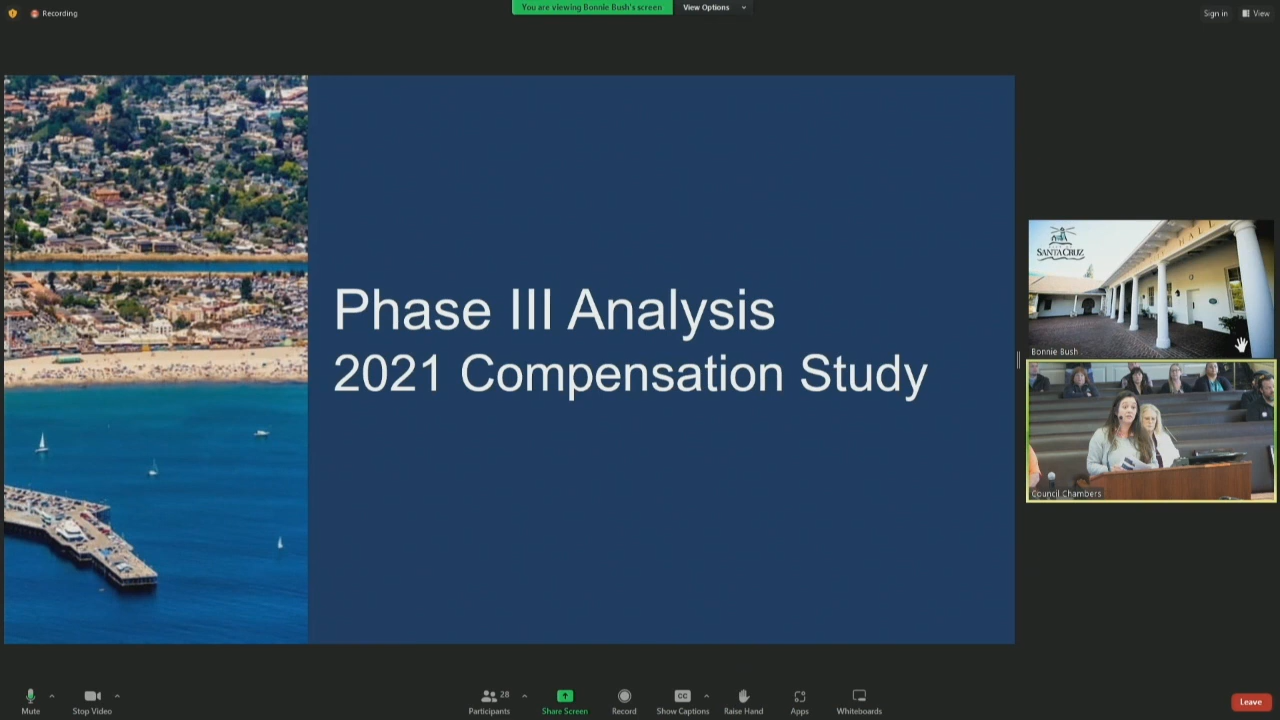 Recording
You are viewing Bonnie Bush's screen
View Options
Sign in
View
Phase III Analysis
2021 Compensation Study
SANTA CRUZ
HALL
Bonnie Bush
Council Chambers
Mute
Stop Video
28
Participants
Share Screen
Record
CC
Show Captions
Raise Hand
Apps
Whiteboards
Leave